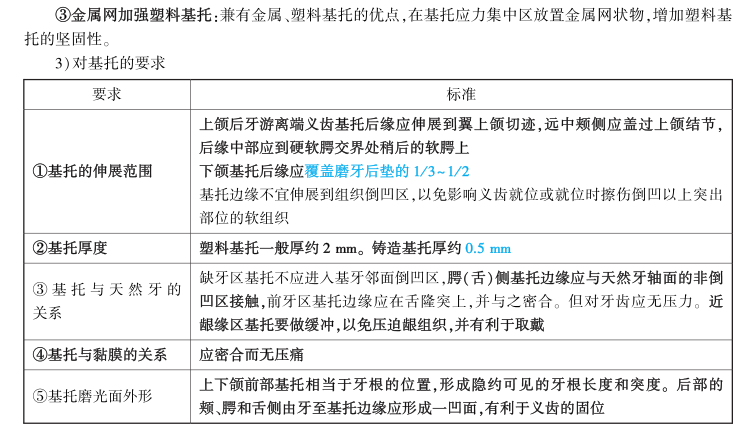 ③金属网加强塑料基托:兼有金属、塑料基托的优点,在基托应力集中区放置金属网状物,增加塑料基
托的坚固性。
3)对基托的要求
要求 标准
①基托的伸展范围
上颌后牙游离端义齿基托后缘应伸展到翼上颌切迹,远中颊侧应盖过上颌结节,
后缘中部应到硬软腭交界处稍后的软腭上
下颌基托后缘应覆盖磨牙后垫的 1/3~1/2
基托边缘不宜伸展到组织倒凹区,以免影响义齿就位或就位时擦伤倒凹以上突出
部位的软组织
②基托厚度 塑料基托一般厚约 2 mm。铸造基托厚约 0.5 mm
③基托与天然牙的
关系
缺牙区基托不应进入基牙邻面倒凹区,腭(舌)侧基托边缘应与天然牙轴面的非倒
凹区接触,前牙区基托边缘应在舌隆突上,并与之密合。但对牙齿应无压力。近
龈缘区基托要做缓冲,以免压迫龈组织,并有利于取戴
④基托与黏膜的关系 应密合而无压痛
⑤基托磨光面外形
上下颌前部基托相当于牙根的位置,形成隐约可见的牙根长度和突度。后部的
颊、腭和舌侧由牙至基托边缘应形成一凹面,有利于义齿的固位